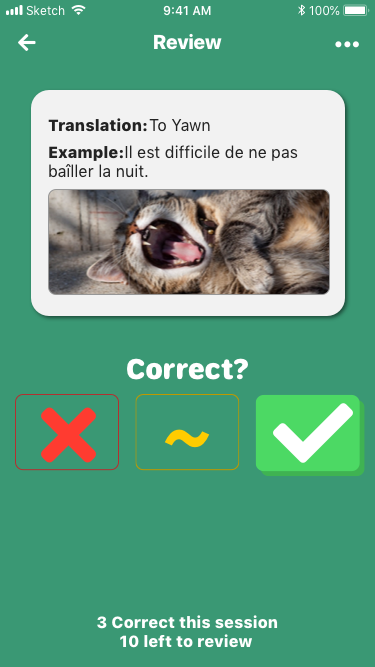 Sketch 9:41 AM 100%
Review
Translation: To Yawn
Example:Il est difficile de ne pas
baîller la nuit.
Correct?
~
3 Correct this session
10 left to review